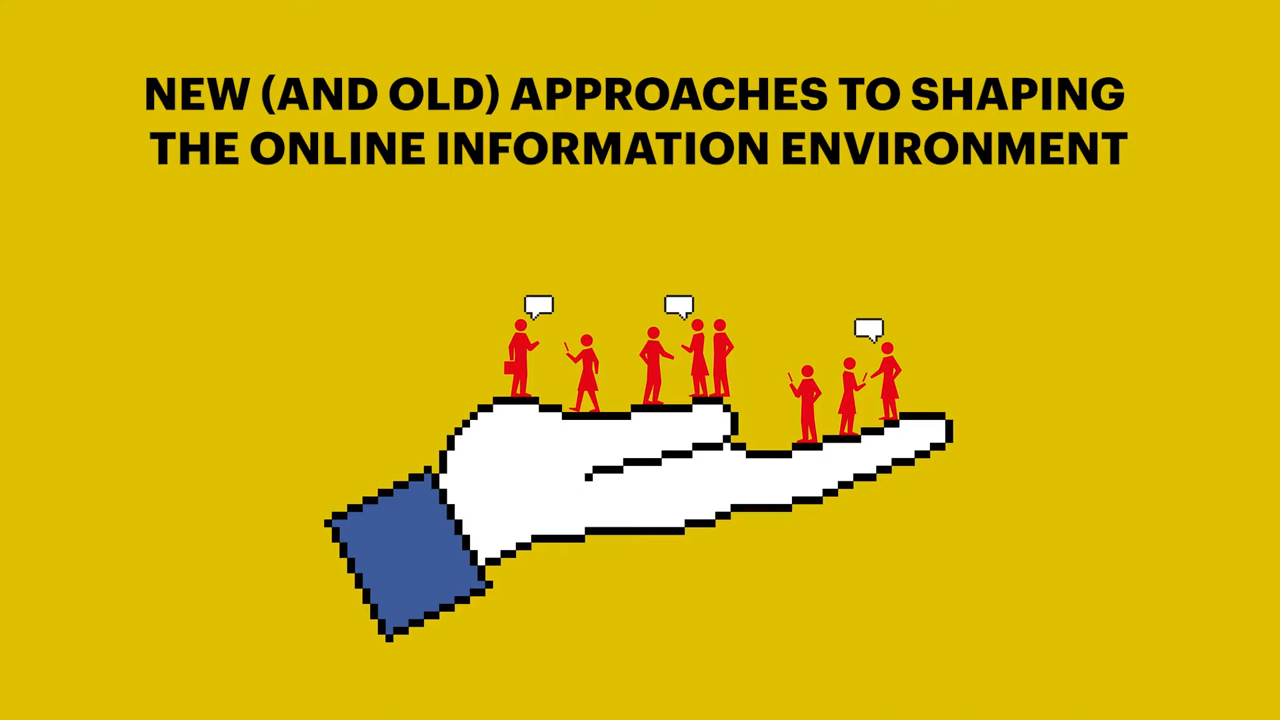 NEW (AND OLD) APPROACHES TO SHAPING
THE ONLINE INFORMATION ENVIRONMENT